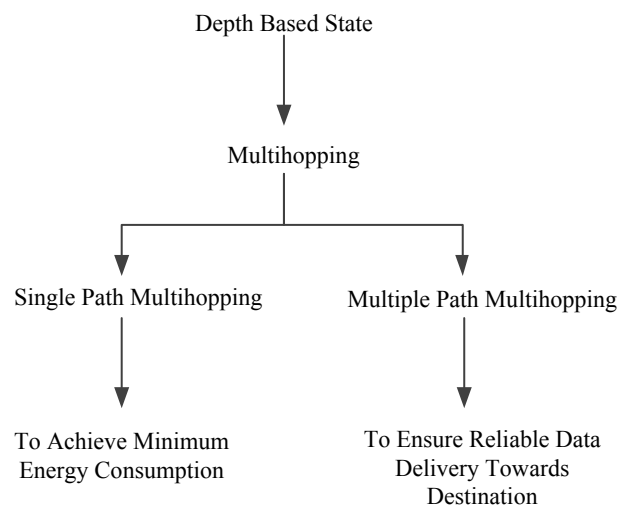 Depth Based State
Multihopping
Single Path Multihopping
Multiple Path Multihopping
To Achieve Minimum
Energy Consumption
To Ensure Reliable Data
Delivery Towards
Destination